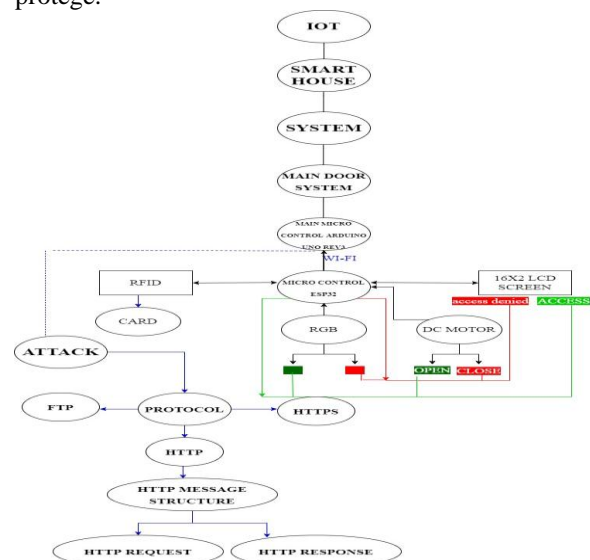 protege.
IOT
SMART
HOUSE
SYSTEM
MAIN DOOR
SYSTEM
MAIN MICRO
CONTROL ARDUINO
UNO REV3
WI-FI
RFID
MICRO CONTROL
ESP32
16X2 LCD
SCREEN
access denied
ACCESS
CARD
RGB
DC MOTOR
ATTACK
OPEN
CLOSE
FTP
PROTOCOL
HTTPS
HTTP
HTTP MESSAGE
STRUCTURE
HTTP REQUEST
HTTP RESPONSE